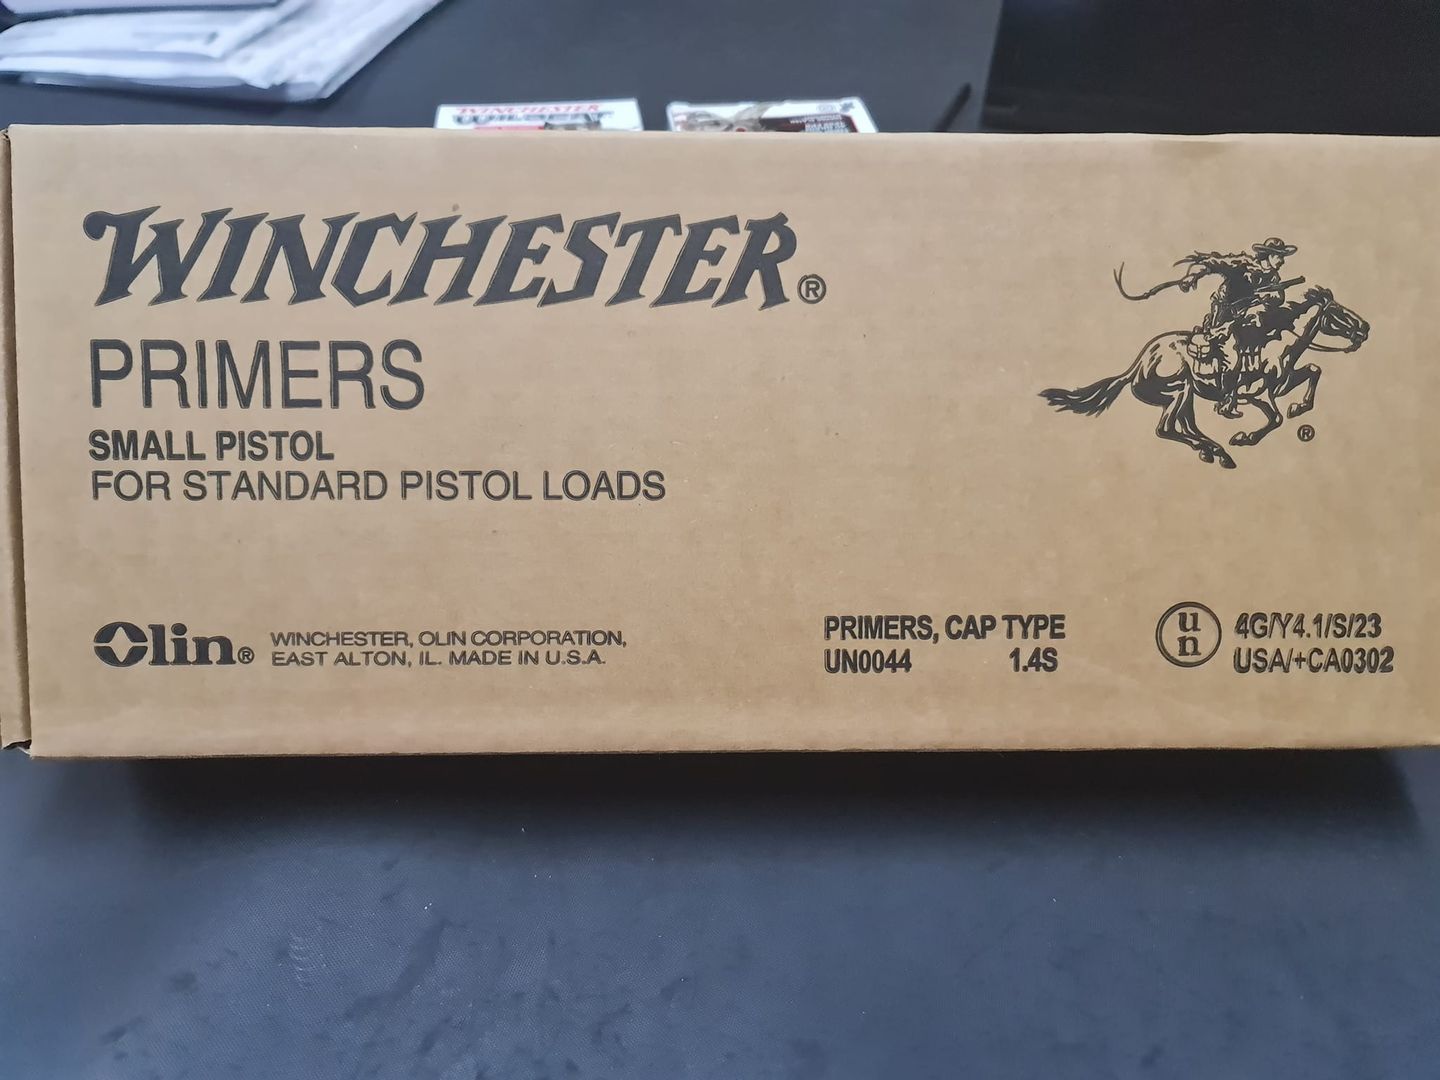 WINCHESTER
WINCHESTER®
PRIMERS
SMALL PISTOL
FOR STANDARD PISTOL LOADS
®
Olin® WINCHESTER, OLIN CORPORATION,
EAST ALTON, IL. MADE IN U.S.A.
PRIMERS, CAP TYPE
UN0044 1.4S
un
4G/Y4.1/S/23
USA/+CA0302